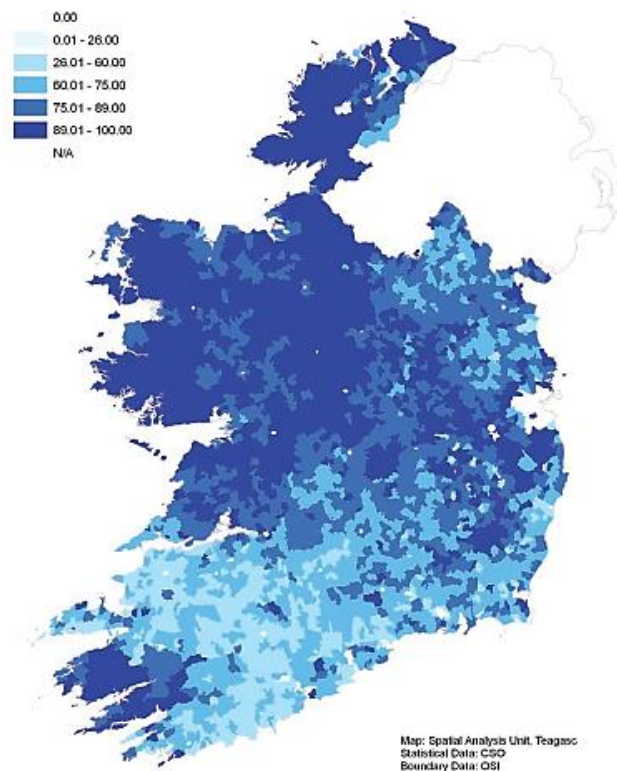 0.00
0.01 - 26.00
26.01 - 60.00
60.01 - 75.00
75.01 - 89.00
89.01 - 100.00
N/A
Map: Spatial Analysis Unit, Teagasc
Statistical Data: CSO
Boundary Data: OSI